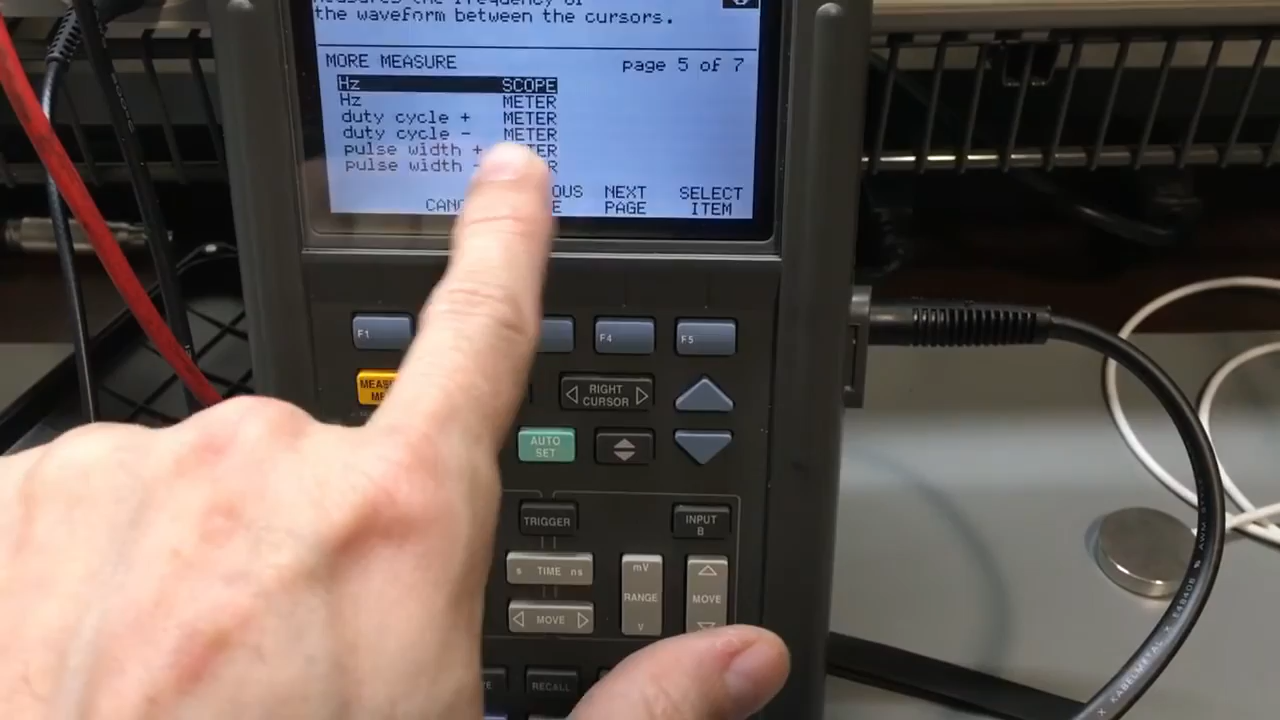 the waveform between the cursors.
MORE MEASURE page 5 of 7
Hz SCOPE
Hz METER
duty cycle + METER
duty cycle - METER
pulse width +
pulse width
NEXT SELECT
PAGE ITEM
F1 F4 F5
RIGHT
CURSOR
AUTO
SET
TRIGGER
INPUT
B
s TIME ns
mV
RANGE
V
MOVE
MOVE
RECALL
KABELMETAL